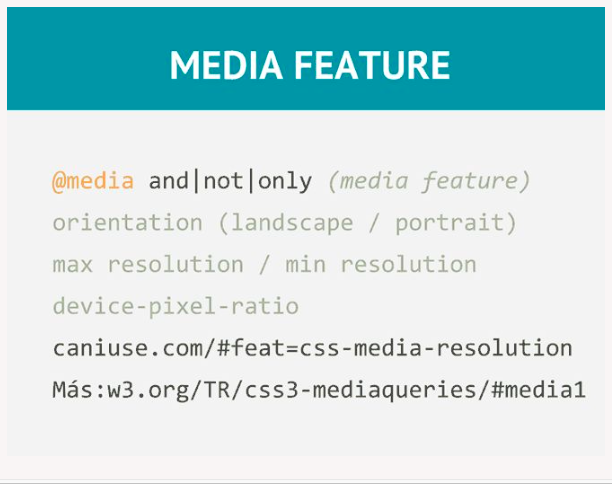 MEDIA FEATURE
@media and|not|only (media feature)
orientation (landscape / portrait)
max resolution / min resolution
device-pixel-ratio
caniuse.com/#feat=css-media-resolution
Más:w3.org/TR/css3-mediaqueries/#media1